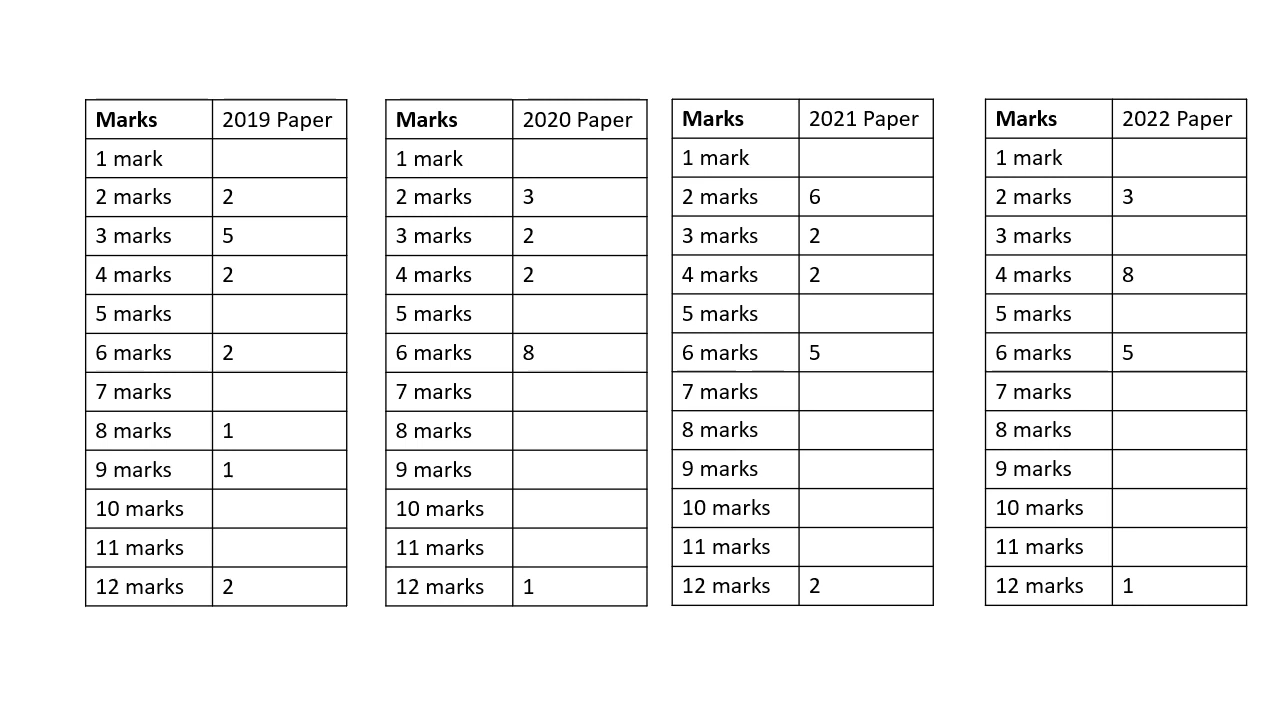 Marks 2019 Paper
1 mark
2 marks 2
3 marks 5
4 marks 2
5 marks
6 marks 2
7 marks
8 marks 1
9 marks 1
10 marks
11 marks
12 marks 2
Marks 2020 Paper
1 mark
2 marks 3
3 marks 2
4 marks 2
5 marks
6 marks 8
7 marks
8 marks
9 marks
10 marks
11 marks
12 marks 1
Marks 2021 Paper
1 mark
2 marks 6
3 marks 2
4 marks 2
5 marks
6 marks 5
7 marks
8 marks
9 marks
10 marks
11 marks
12 marks 2
Marks 2022 Paper
1 mark
2 marks 3
3 marks
4 marks 8
5 marks
6 marks 5
7 marks
8 marks
9 marks
10 marks
11 marks
12 marks 1